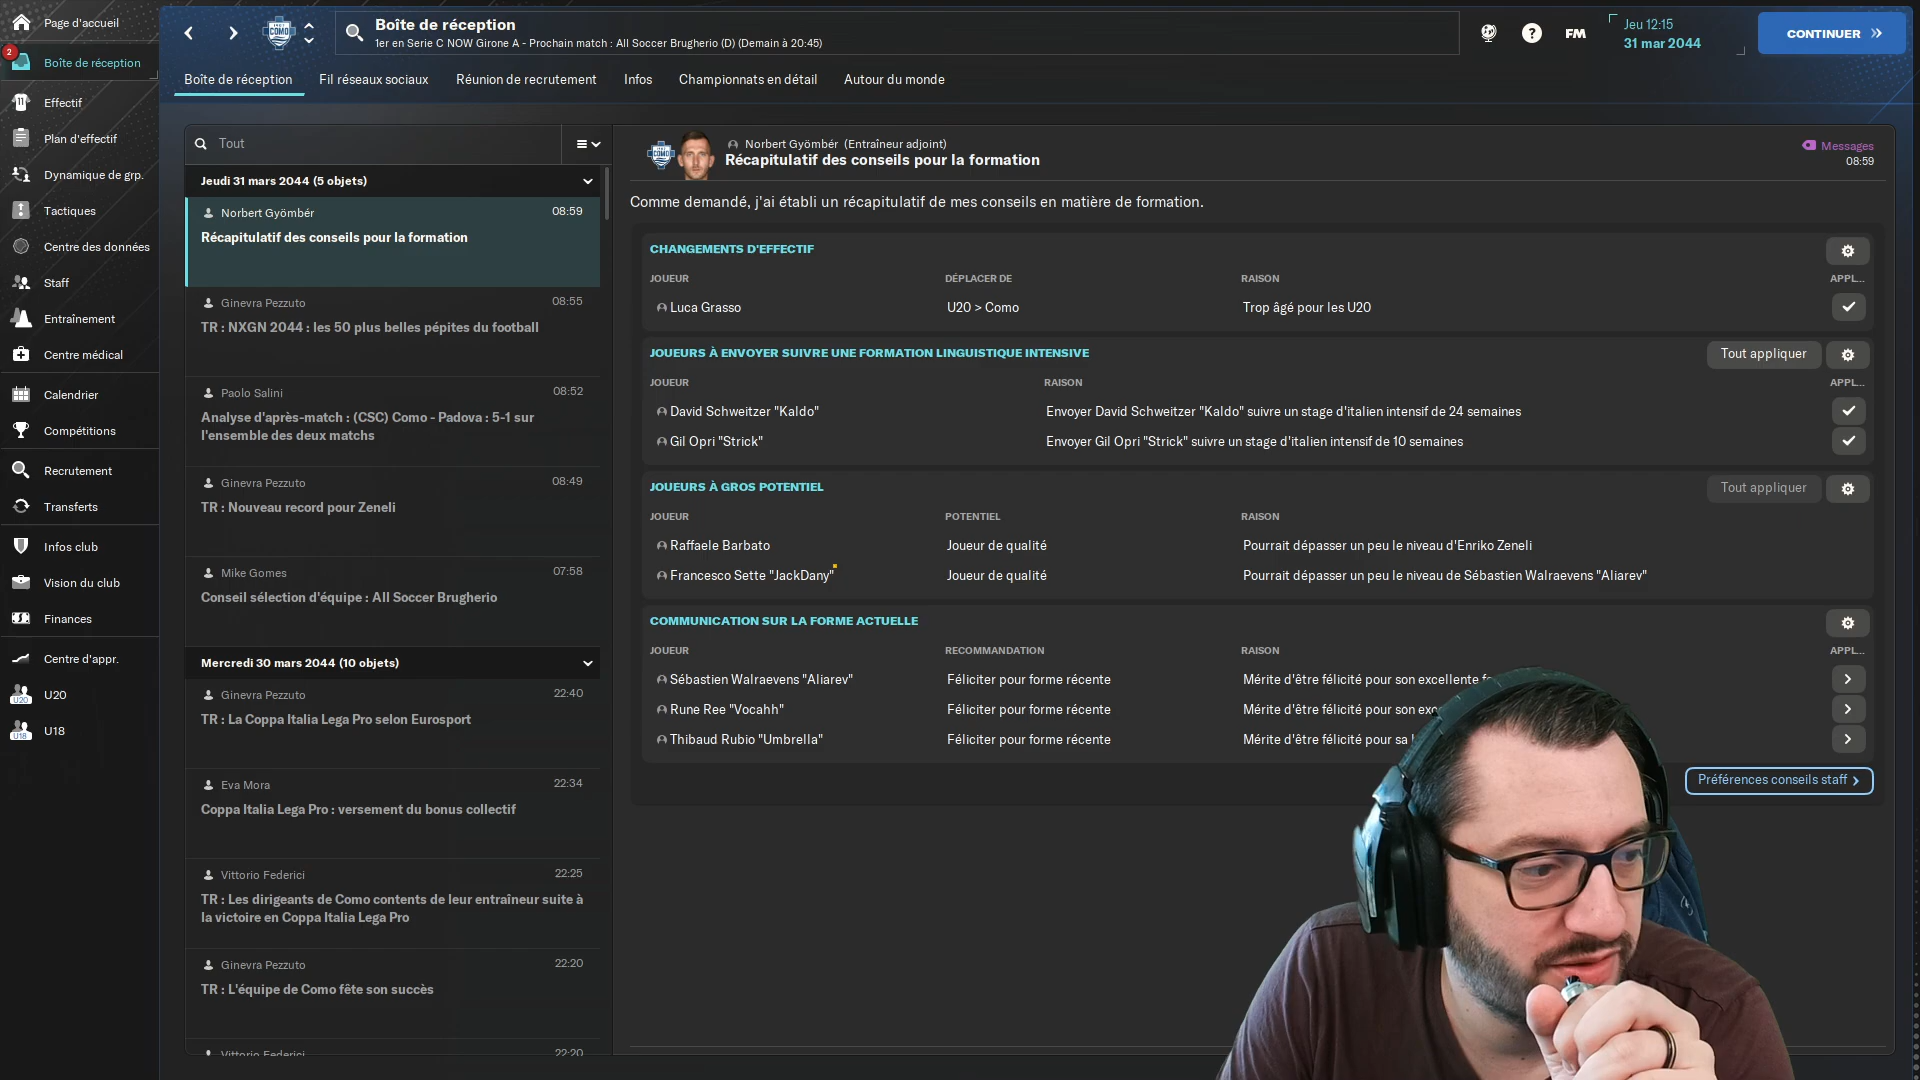 Page d'accueil
2
Boîte de réception
Effectif
Plan d'effectif
Dynamique de grp.
Tactiques
Centre des données
Staff
Entraînement
Centre médical
Calendrier
Compétitions
Recrutement
Transferts
Infos club
Vision du club
Finances
Centre d'appr.
U20
U18
COMO
Boîte de réception
1er en Serie C NOW Girone A - Prochain match : All Soccer Brugherio (D) (Demain à 20:45)
FM
Jeu 12:15
31 mar 2044
CONTINUER
Boîte de réception Fil réseaux sociaux Réunion de recrutement Infos Championnats en détail Autour du monde
Tout
Jeudi 31 mars 2044 (5 objets)
Norbert Gyömbér 08:59
Récapitulatif des conseils pour la formation
Ginevra Pezzuto 08:55
TR : NXGN 2044 : les 50 plus belles pépites du football
Paolo Salini 08:52
Analyse d'après-match : (CSC) Como - Padova : 5-1 sur
l'ensemble des deux matchs
Ginevra Pezzuto 08:49
TR : Nouveau record pour Zeneli
Mike Gomes 07:58
Conseil sélection d'équipe : All Soccer Brugherio
Mercredi 30 mars 2044 (10 objets)
Ginevra Pezzuto 22:40
TR : La Coppa Italia Lega Pro selon Eurosport
Eva Mora 22:34
Coppa Italia Lega Pro : versement du bonus collectif
Vittorio Federici 22:25
TR : Les dirigeants de Como contents de leur entraîneur suite à
la victoire en Coppa Italia Lega Pro
Ginevra Pezzuto 22:20
TR : L'équipe de Como fête son succès
Vittorio Federici 22:20
Norbert Gyömbér (Entraîneur adjoint)
Récapitulatif des conseils pour la formation
Messages
08:59
Comme demandé, j'ai établi un récapitulatif de mes conseils en matière de formation.
CHANGEMENTS D'EFFECTIF
JOUEUR DÉPLACER DE RAISON APPL...
Luca Grasso U20 > Como Trop âgé pour les U20
JOUEURS À ENVOYER SUIVRE UNE FORMATION LINGUISTIQUE INTENSIVE Tout appliquer
JOUEUR RAISON APPL...
David Schweitzer "Kaldo" Envoyer David Schweitzer "Kaldo" suivre un stage d'italien intensif de 24 semaines
Gil Opri "Strick" Envoyer Gil Opri "Strick" suivre un stage d'italien intensif de 10 semaines
JOUEURS À GROS POTENTIEL Tout appliquer
JOUEUR POTENTIEL RAISON
Raffaele Barbato Joueur de qualité Pourrait dépasser un peu le niveau d'Enriko Zeneli
Francesco Sette "JackDany" Joueur de qualité Pourrait dépasser un peu le niveau de Sébastien Walraevens "Aliarev"
COMMUNICATION SUR LA FORME ACTUELLE
JOUEUR RECOMMANDATION RAISON APPL...
Sébastien Walraevens "Aliarev" Féliciter pour forme récente Mérite d'être félicité pour son excellente
Rune Ree "Vocahh" Féliciter pour forme récente Mérite d'être félicité pour son
Thibaud Rubio "Umbrella" Féliciter pour forme récente Mérite d'être félicité pour sa
Préférences conseils staff